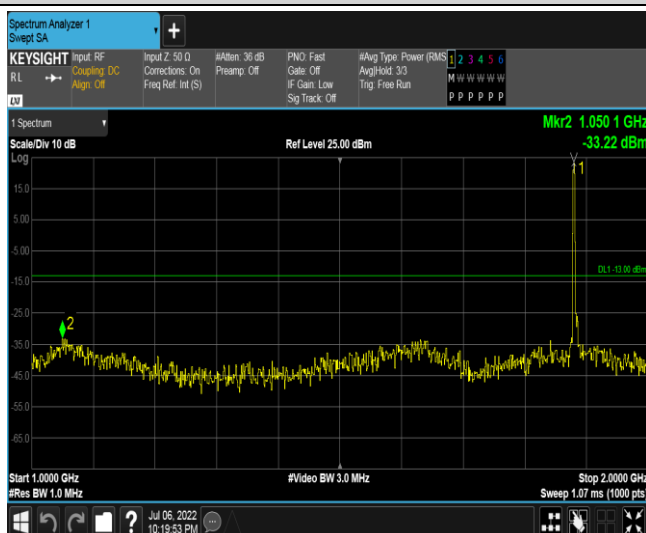 Spectrum Analyzer 1
Swept SA
KEYSIGHT
RL
Input: RF
Coupling: DC
Align: Off
Input Z: 50 Ω
Corrections: On
Freq Ref: Int (S)
#Atten: 36 dB
Preamp: Off
PNO: Fast
Gate: Off
IF Gain: Low
Sig Track: Off
#Avg Type: Power (RMS
Avg|Hold: 3/3
Trig: Free Run
1 2 3 4 5 6
M W W W W W
P P P P P P
LXI
1 Spectrum
Mkr2 1.050 1 GHz
Scale/Div 10 dB
Ref Level 25.00 dBm
-33.22 dBm
Log
1
15.0
5.00
-5.00
DL1 -13.00 dBm
-15.0
-25.0
2
-35.0
-45.0
-55.0
-65.0
Start 1.0000 GHz
#Video BW 3.0 MHz
Stop 2.0000 GHz
#Res BW 1.0 MHz
Sweep 1.07 ms (1000 pts)
Jul 06, 2022
10:19:53 PM